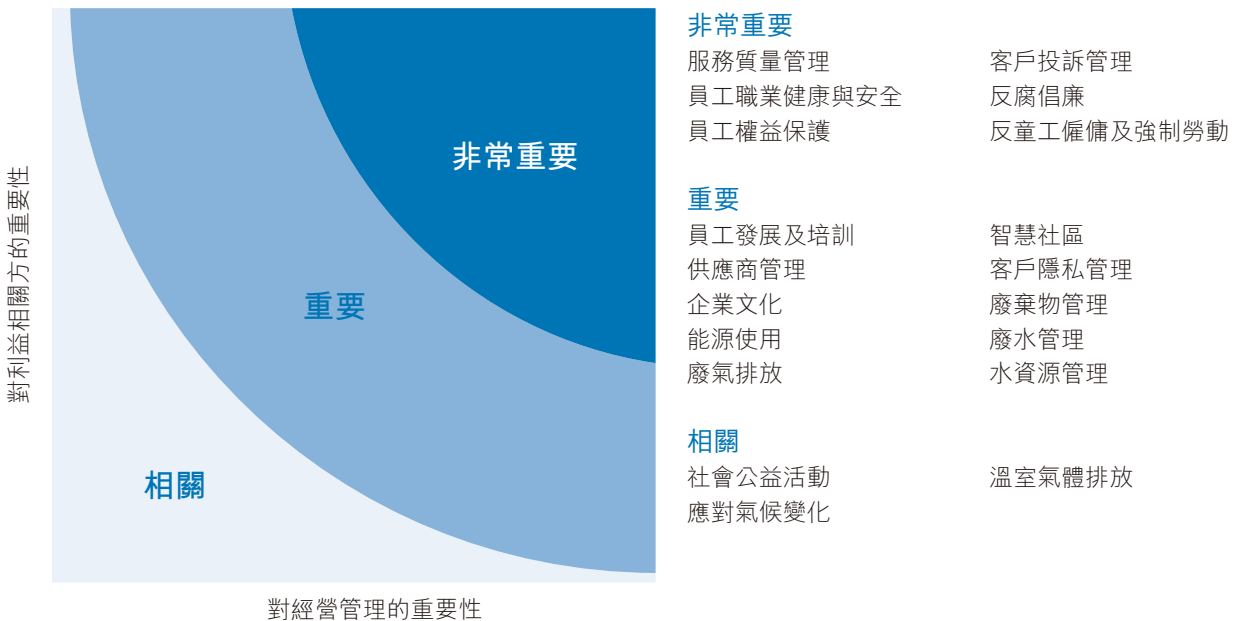 對利益相關方的重要性
非常重要
重要
相關
對經營管理的重要性
非常重要
服務質量管理 客戶投訴管理
員工職業健康與安全 反腐倡廉
員工權益保護 反童工僱傭及強制勞動
重要
員工發展及培訓 智慧社區
供應商管理 客戶隱私管理
企業文化 廢棄物管理
能源使用 廢水管理
廢氣排放 水資源管理
相關
社會公益活動 溫室氣體排放
應對氣候變化